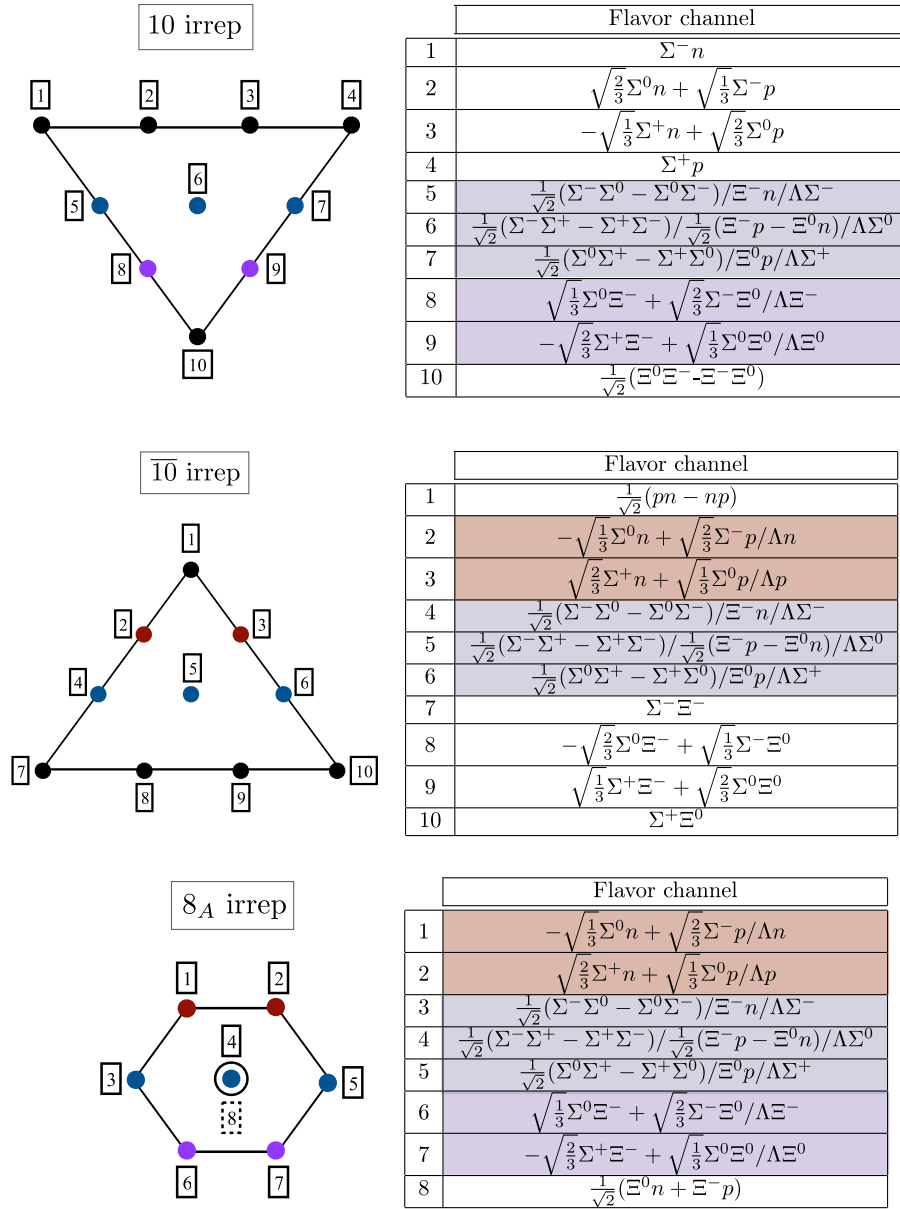 10 irrep
1 2 3 4
5 6 7
8 9
10
Flavor channel
1 Σ⁻n
2 √(2/3)Σ⁰n + √(1/3)Σ⁻p
3 −√(1/3)Σ⁺n + √(2/3)Σ⁰p
4 Σ⁺p
5 1/√2(Σ⁻Σ⁰ − Σ⁰Σ⁻)/Ξ⁻n/ΛΣ⁻
6 1/√2(Σ⁻Σ⁺ − Σ⁺Σ⁻)/1/√2(Ξ⁻p − Ξ⁰n)/ΛΣ⁰
7 1/√2(Σ⁰Σ⁺ − Σ⁺Σ⁰)/Ξ⁰p/ΛΣ⁺
8 √(1/3)Σ⁰Ξ⁻ + √(2/3)Σ⁻Ξ⁰/ΛΞ⁻
9 −√(2/3)Σ⁺Ξ⁻ + √(1/3)Σ⁰Ξ⁰/ΛΞ⁰
10 1/√2(Ξ⁰Ξ⁻-Ξ⁻Ξ⁰)
1̅0̅ irrep
1
2 3
4 5 6
7 8 9 10
Flavor channel
1 1/√2(pn − np)
2 −√(1/3)Σ⁰n + √(2/3)Σ⁻p/Λn
3 √(2/3)Σ⁺n + √(1/3)Σ⁰p/Λp
4 1/√2(Σ⁻Σ⁰ − Σ⁰Σ⁻)/Ξ⁻n/ΛΣ⁻
5 1/√2(Σ⁻Σ⁺ − Σ⁺Σ⁻)/1/√2(Ξ⁻p − Ξ⁰n)/ΛΣ⁰
6 1/√2(Σ⁰Σ⁺ − Σ⁺Σ⁰)/Ξ⁰p/ΛΣ⁺
7 Σ⁻Ξ⁻
8 −√(2/3)Σ⁰Ξ⁻ + √(1/3)Σ⁻Ξ⁰
9 √(1/3)Σ⁺Ξ⁻ + √(2/3)Σ⁰Ξ⁰
10 Σ⁺Ξ⁰
8_A irrep
1 2
3 4 5
8
6 7
Flavor channel
1 −√(1/3)Σ⁰n + √(2/3)Σ⁻p/Λn
2 √(2/3)Σ⁺n + √(1/3)Σ⁰p/Λp
3 1/√2(Σ⁻Σ⁰ − Σ⁰Σ⁻)/Ξ⁻n/ΛΣ⁻
4 1/√2(Σ⁻Σ⁺ − Σ⁺Σ⁻)/1/√2(Ξ⁻p − Ξ⁰n)/ΛΣ⁰
5 1/√2(Σ⁰Σ⁺ − Σ⁺Σ⁰)/Ξ⁰p/ΛΣ⁺
6 √(1/3)Σ⁰Ξ⁻ + √(2/3)Σ⁻Ξ⁰/ΛΞ⁻
7 −√(2/3)Σ⁺Ξ⁻ + √(1/3)Σ⁰Ξ⁰/ΛΞ⁰
8 1/√2(Ξ⁰n + Ξ⁻p)